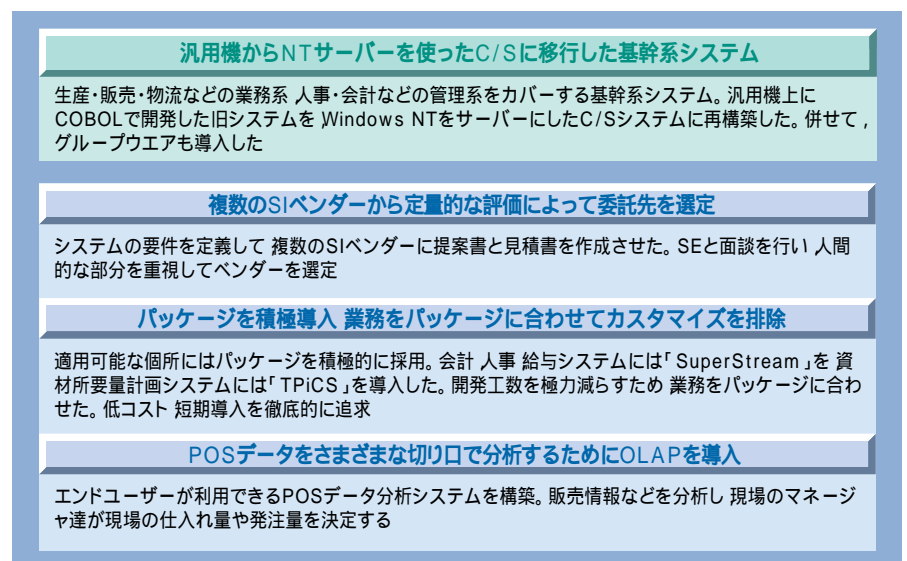 汎用機からNTサーバーを使ったC/Sに移行した基幹系システム
生産・販売・物流などの業務系 人事・会計などの管理系をカバーする基幹系システム。汎用機上に
COBOLで開発した旧システムを Windows NTをサーバーにしたC/Sシステムに再構築した。併せて,
グループウエアも導入した
複数のSIベンダーから定量的な評価によって委託先を選定
システムの要件を定義して 複数のSIベンダーに提案書と見積書を作成させた。SEと面談を行い 人間
的な部分を重視してベンダーを選定
パッケージを積極導入 業務をパッケージに合わせてカスタマイズを排除
適用可能な個所にはパッケージを積極的に採用。会計 人事 給与システムには「SuperStream」を 資
材所要量計画システムには「TPiCS」を導入した。開発工数を極力減らすため 業務をパッケージに合わ
せた。低コスト 短期導入を徹底的に追求
POSデータをさまざまな切り口で分析するためにOLAPを導入
エンドユーザーが利用できるPOSデータ分析システムを構築。販売情報などを分析し 現場のマネージ
ャ達が現場の仕入れ量や発注量を決定する